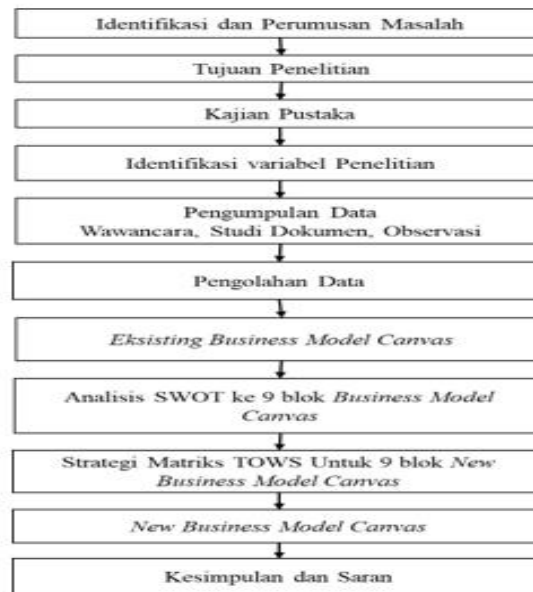 Identifikasi dan Perumusan Masalah
Tujuan Penelitian
Kajian Pustaka
Identifikasi variabel Penelitian
Pengumpulan Data
Wawancara, Studi Dokumen, Observasi
Pengolahan Data
Eksisting Business Model Canvas
Analisis SWOT ke 9 blok Business Model
Canvas
Strategi Matriks TOWS Untuk 9 blok New
Business Model Canvas
New Business Model Canvas
Kesimpulan dan Saran